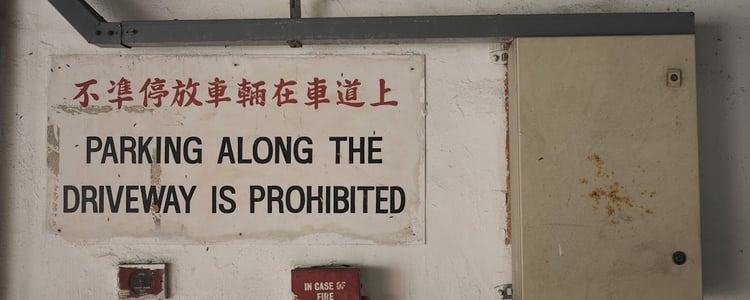 不準停放車輛在車道上
PARKING ALONG THE
DRIVEWAY IS PROHIBITED
IN CASE OF
FIRE